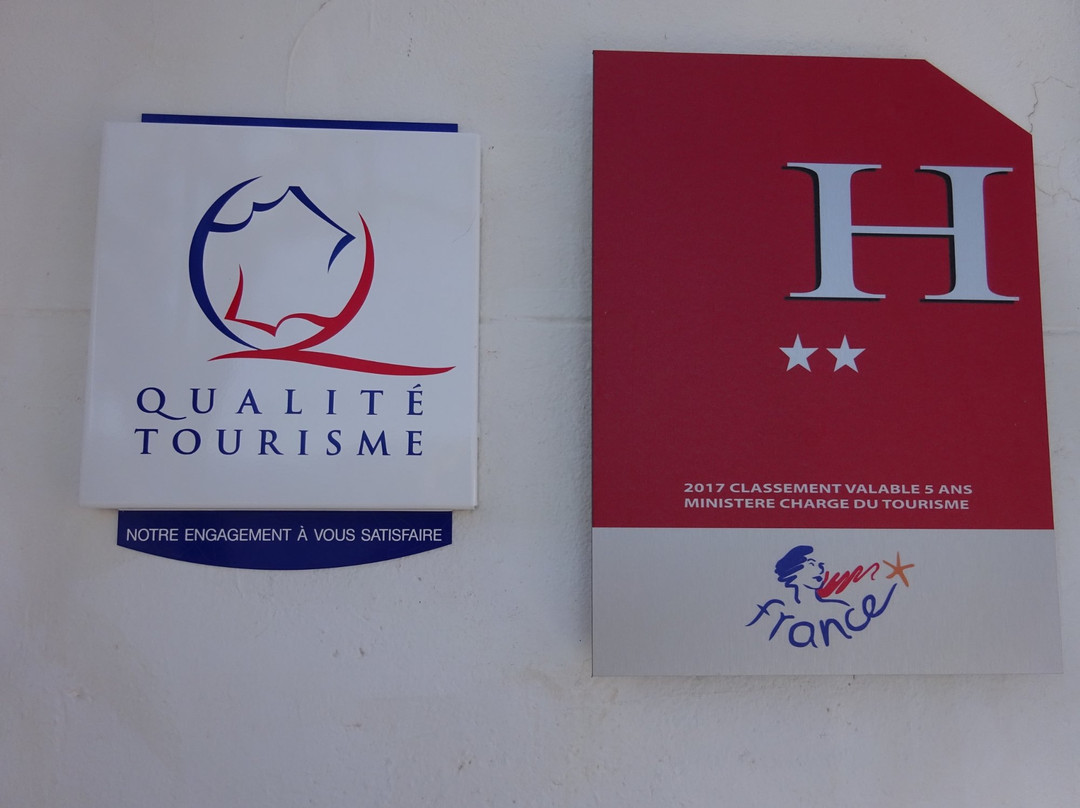 QUALITÉ
TOURISME
NOTRE ENGAGEMENT À VOUS SATISFAIRE
H
2017 CLASSEMENT VALABLE 5 ANS
MINISTERE CHARGE DU TOURISME
france